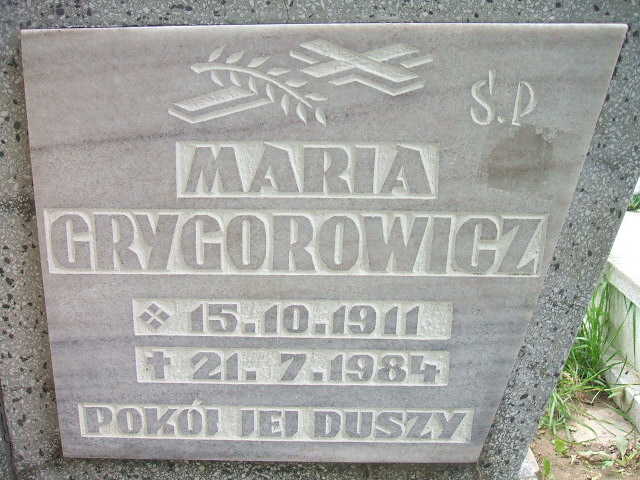 Ś.P
MARIA
GRYGOROWICZ
15.10.1911
21.7.1984
POKÓJ JEJ DUSZY